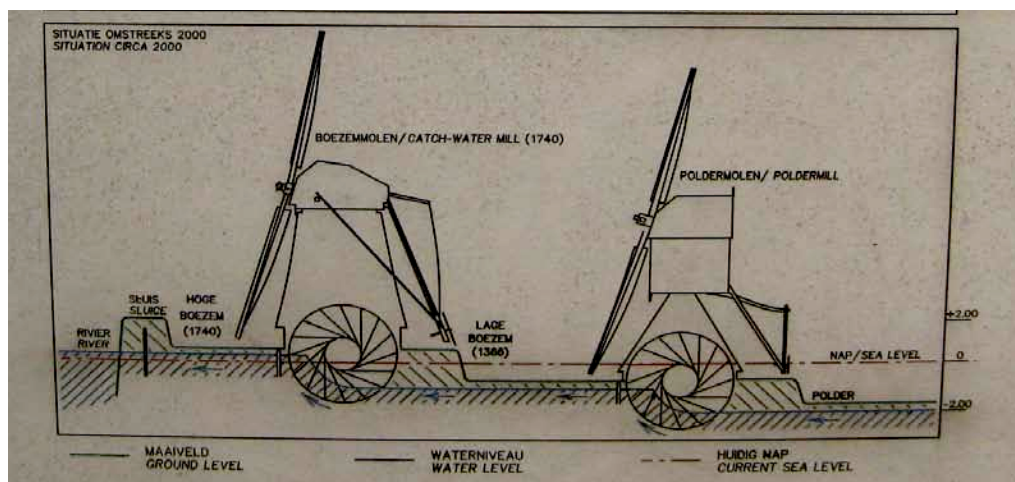 SITUATIE OMSTREEKS 2000
SITUATION CIRCA 2000
BOEZEMMOLEN/CATCH-WATER MILL (1740)
POLDERMOLEN/ POLDERMILL
SLUIS
SLUICE
HOGE
BOEZEM
(1740)
RIVIER
RIVER
LAGE
BOEZEM
(1366)
+2.00
NAP/SEA LEVEL
0
POLDER
-2.00
MAAIVELD
GROUND LEVEL
WATERNIVEAU
WATER LEVEL
HUIDIG NAP
CURRENT SEA LEVEL